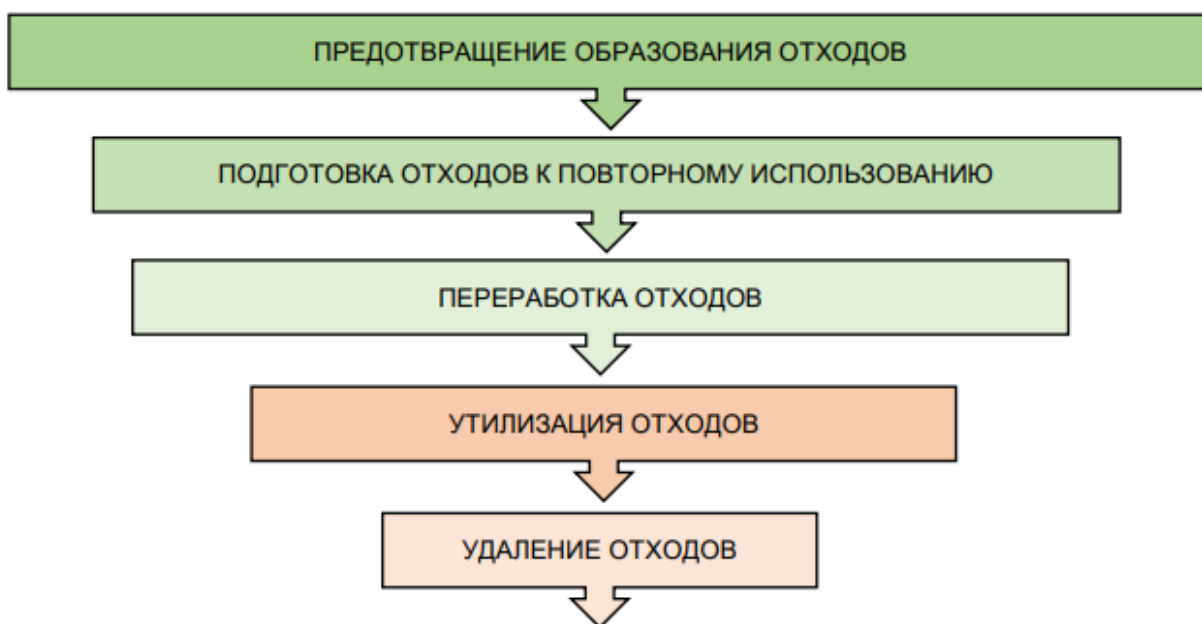 ПРЕДОТВРАЩЕНИЕ ОБРАЗОВАНИЯ ОТХОДОВ
ПОДГОТОВКА ОТХОДОВ К ПОВТОРНОМУ ИСПОЛЬЗОВАНИЮ
ПЕРЕРАБОТКА ОТХОДОВ
УТИЛИЗАЦИЯ ОТХОДОВ
УДАЛЕНИЕ ОТХОДОВ